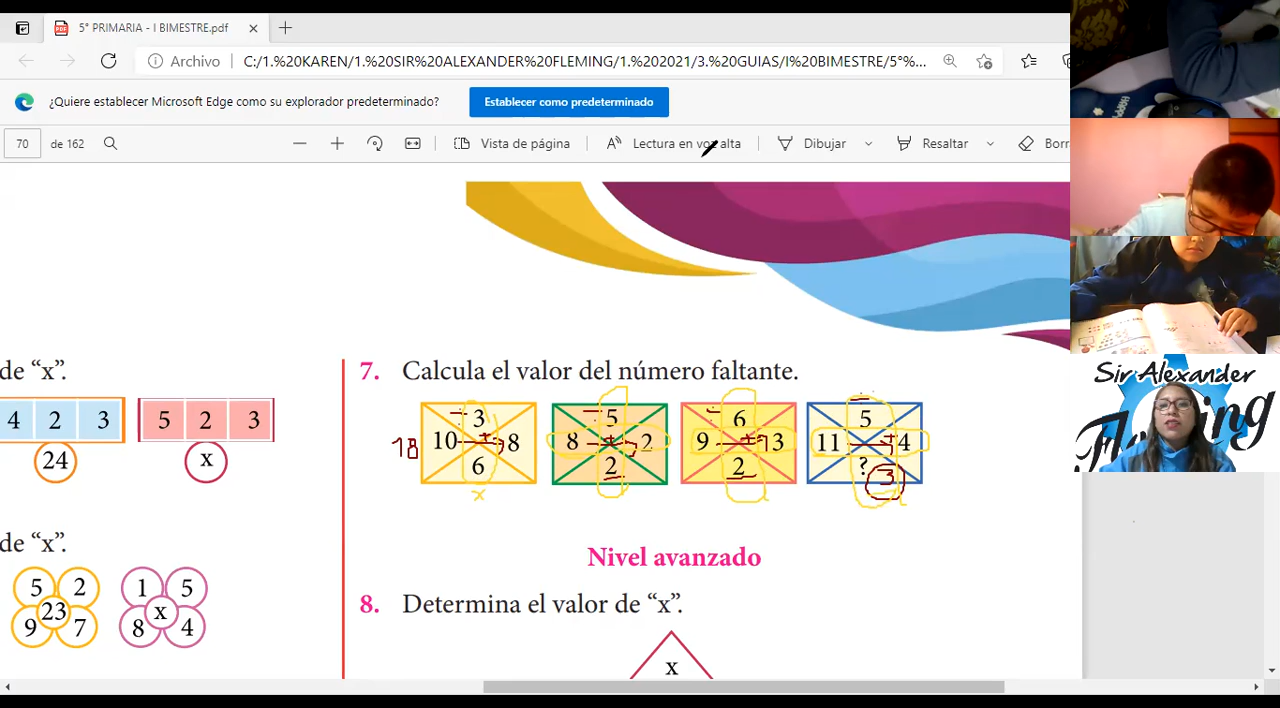 5° PRIMARIA - I BIMESTRE.pdf
Archivo C:/1.%20KAREN/1.%20SIR%20ALEXANDER%20FLEMING/1.%202021/3.%20GUIAS/I%20BIMESTRE/5°%...
¿Quiere establecer Microsoft Edge como su explorador predeterminado? Establecer como predeterminado
70 de 162 Vista de página Lectura en voz alta Dibujar Resaltar Borr
Sir Alexander
Fleming
de “x”.
4 2 3 5 2 3
24 x
de “x”.
5 2 1 5
23 x
9 7 8 4
7. Calcula el valor del número faltante.
3 5 6 5
18 10 8 8 2 9 3 11 4
6 2 2 ? 3
x
Nivel avanzado
8. Determina el valor de “x”.
x